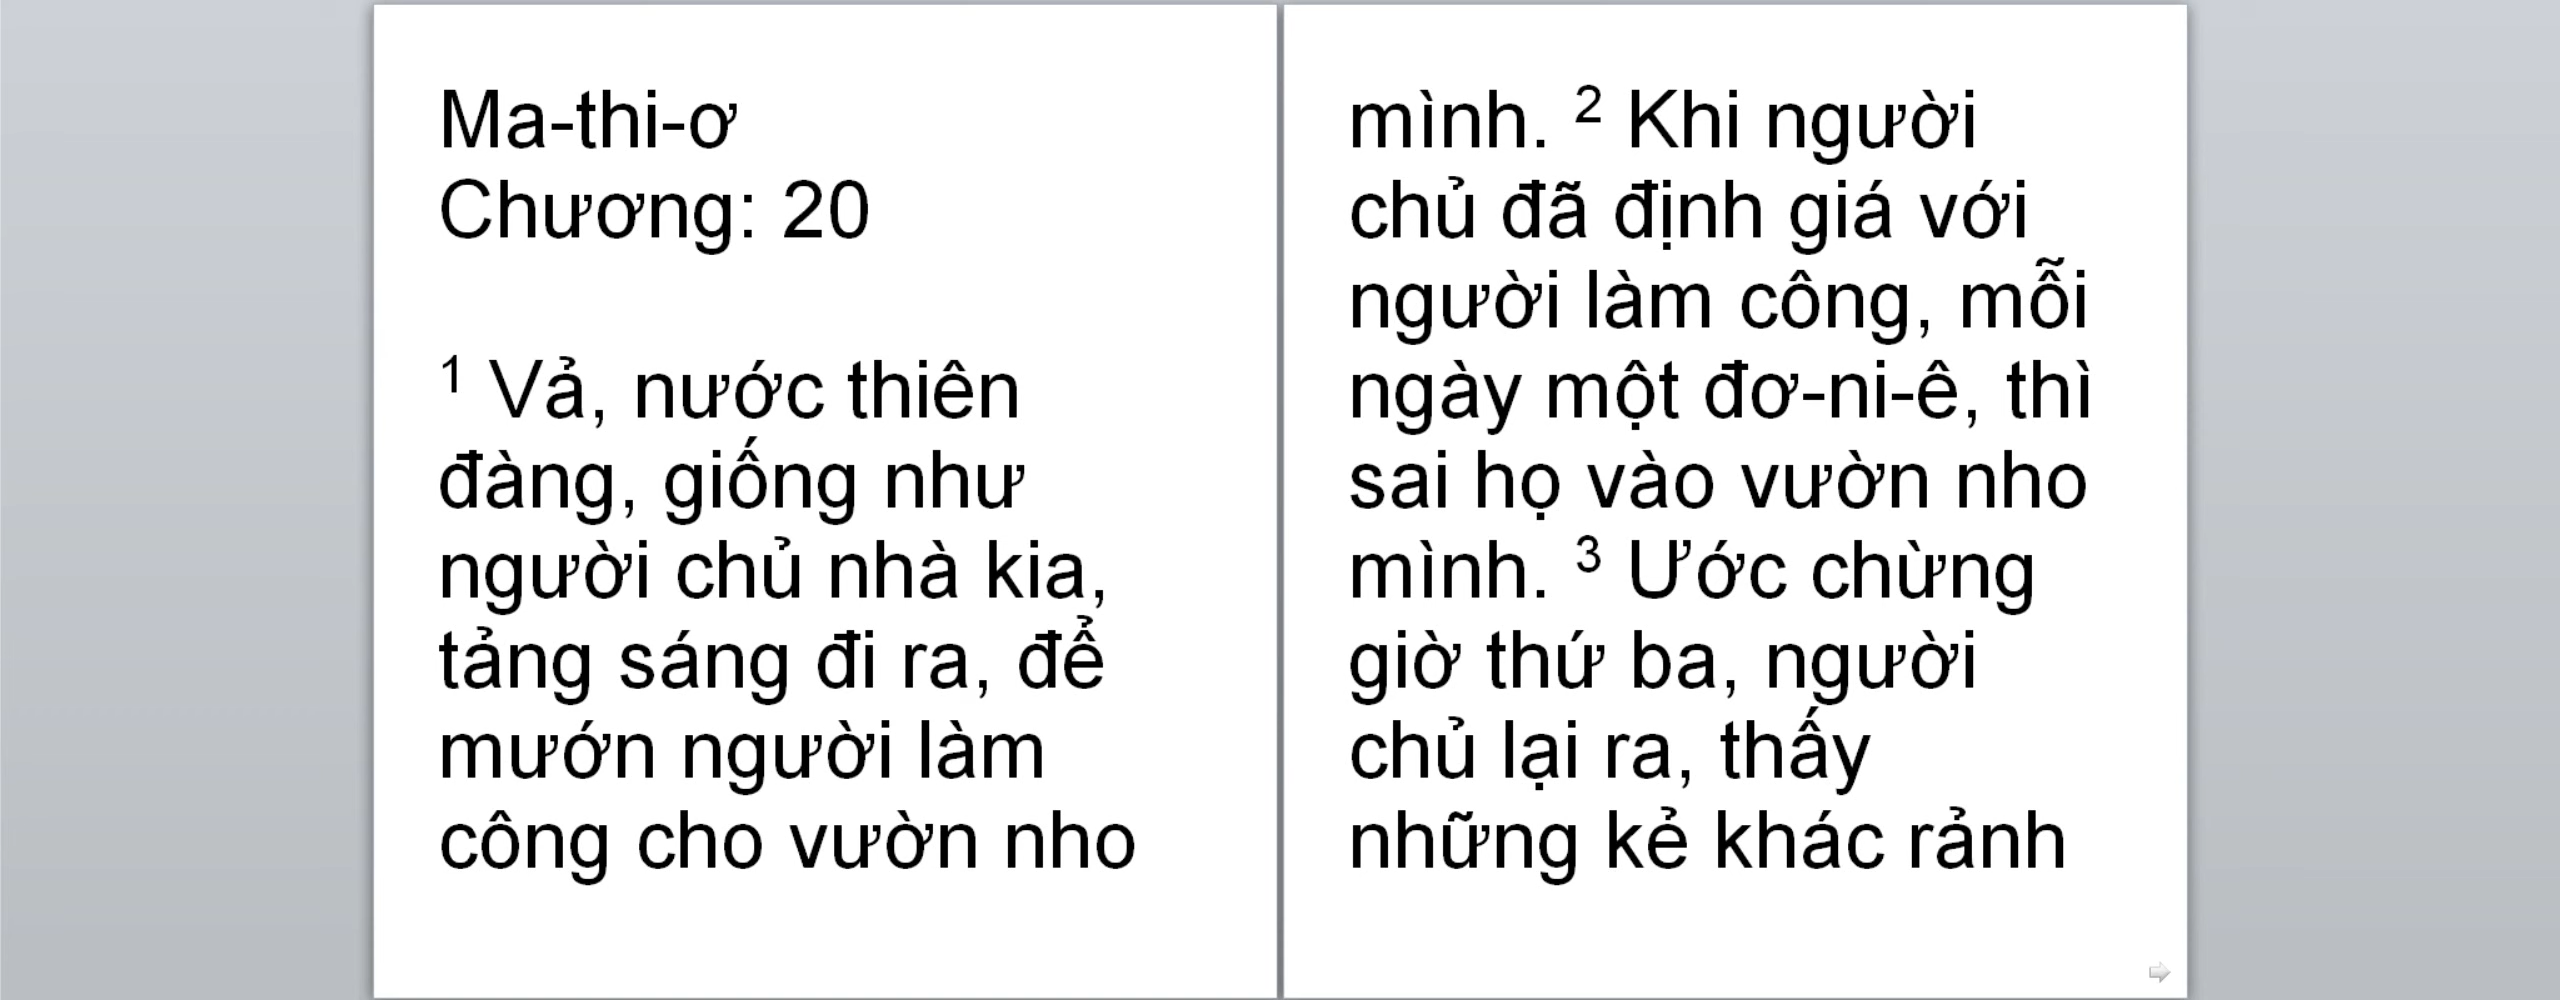 Ma-thi-ơ
Chương: 20
1 Vả, nước thiên
đàng, giống như
người chủ nhà kia,
tảng sáng đi ra, để
mướn người làm
công cho vườn nho
mình. 2 Khi người
chủ đã định giá với
người làm công, mỗi
ngày một đơ-ni-ê, thì
sai họ vào vườn nho
mình. 3 Ước chừng
giờ thứ ba, người
chủ lại ra, thấy
những kẻ khác rảnh